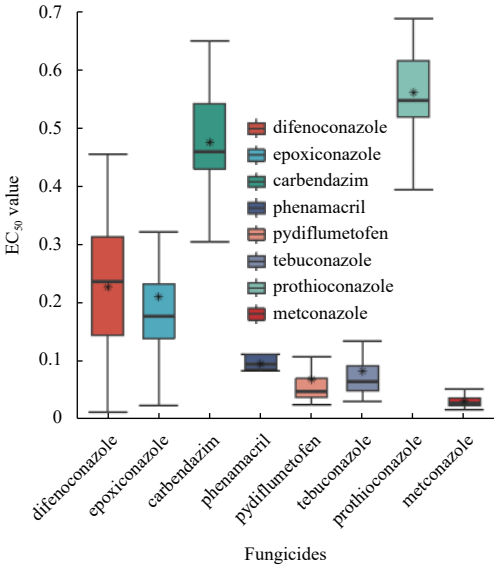 0.7
0.6
0.5
0.4
0.3
0.2
0.1
0
EC50 value
difenoconazole
epoxiconazole
carbendazim
phenamacril
pydiflumetofen
tebuconazole
prothioconazole
metconazole
difenoconazole
epoxiconazole
carbendazim
phenamacril
pydiflumetofen
tebuconazole
prothioconazole
metconazole
Fungicides